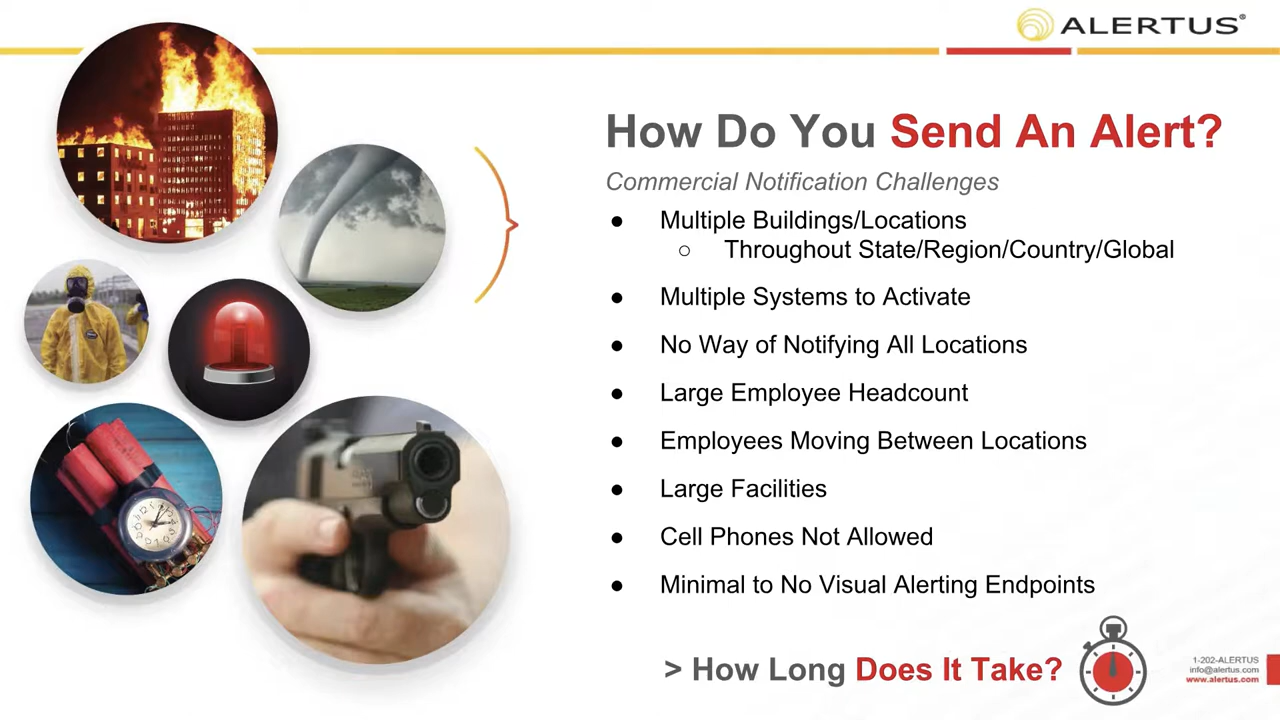 ALERTUS®
How Do You Send An Alert?
Commercial Notification Challenges
● Multiple Buildings/Locations
○ Throughout State/Region/Country/Global
● Multiple Systems to Activate
● No Way of Notifying All Locations
● Large Employee Headcount
● Employees Moving Between Locations
● Large Facilities
● Cell Phones Not Allowed
● Minimal to No Visual Alerting Endpoints
> How Long Does It Take?
1-202-ALERTUS
info@alertus.com
www.alertus.com